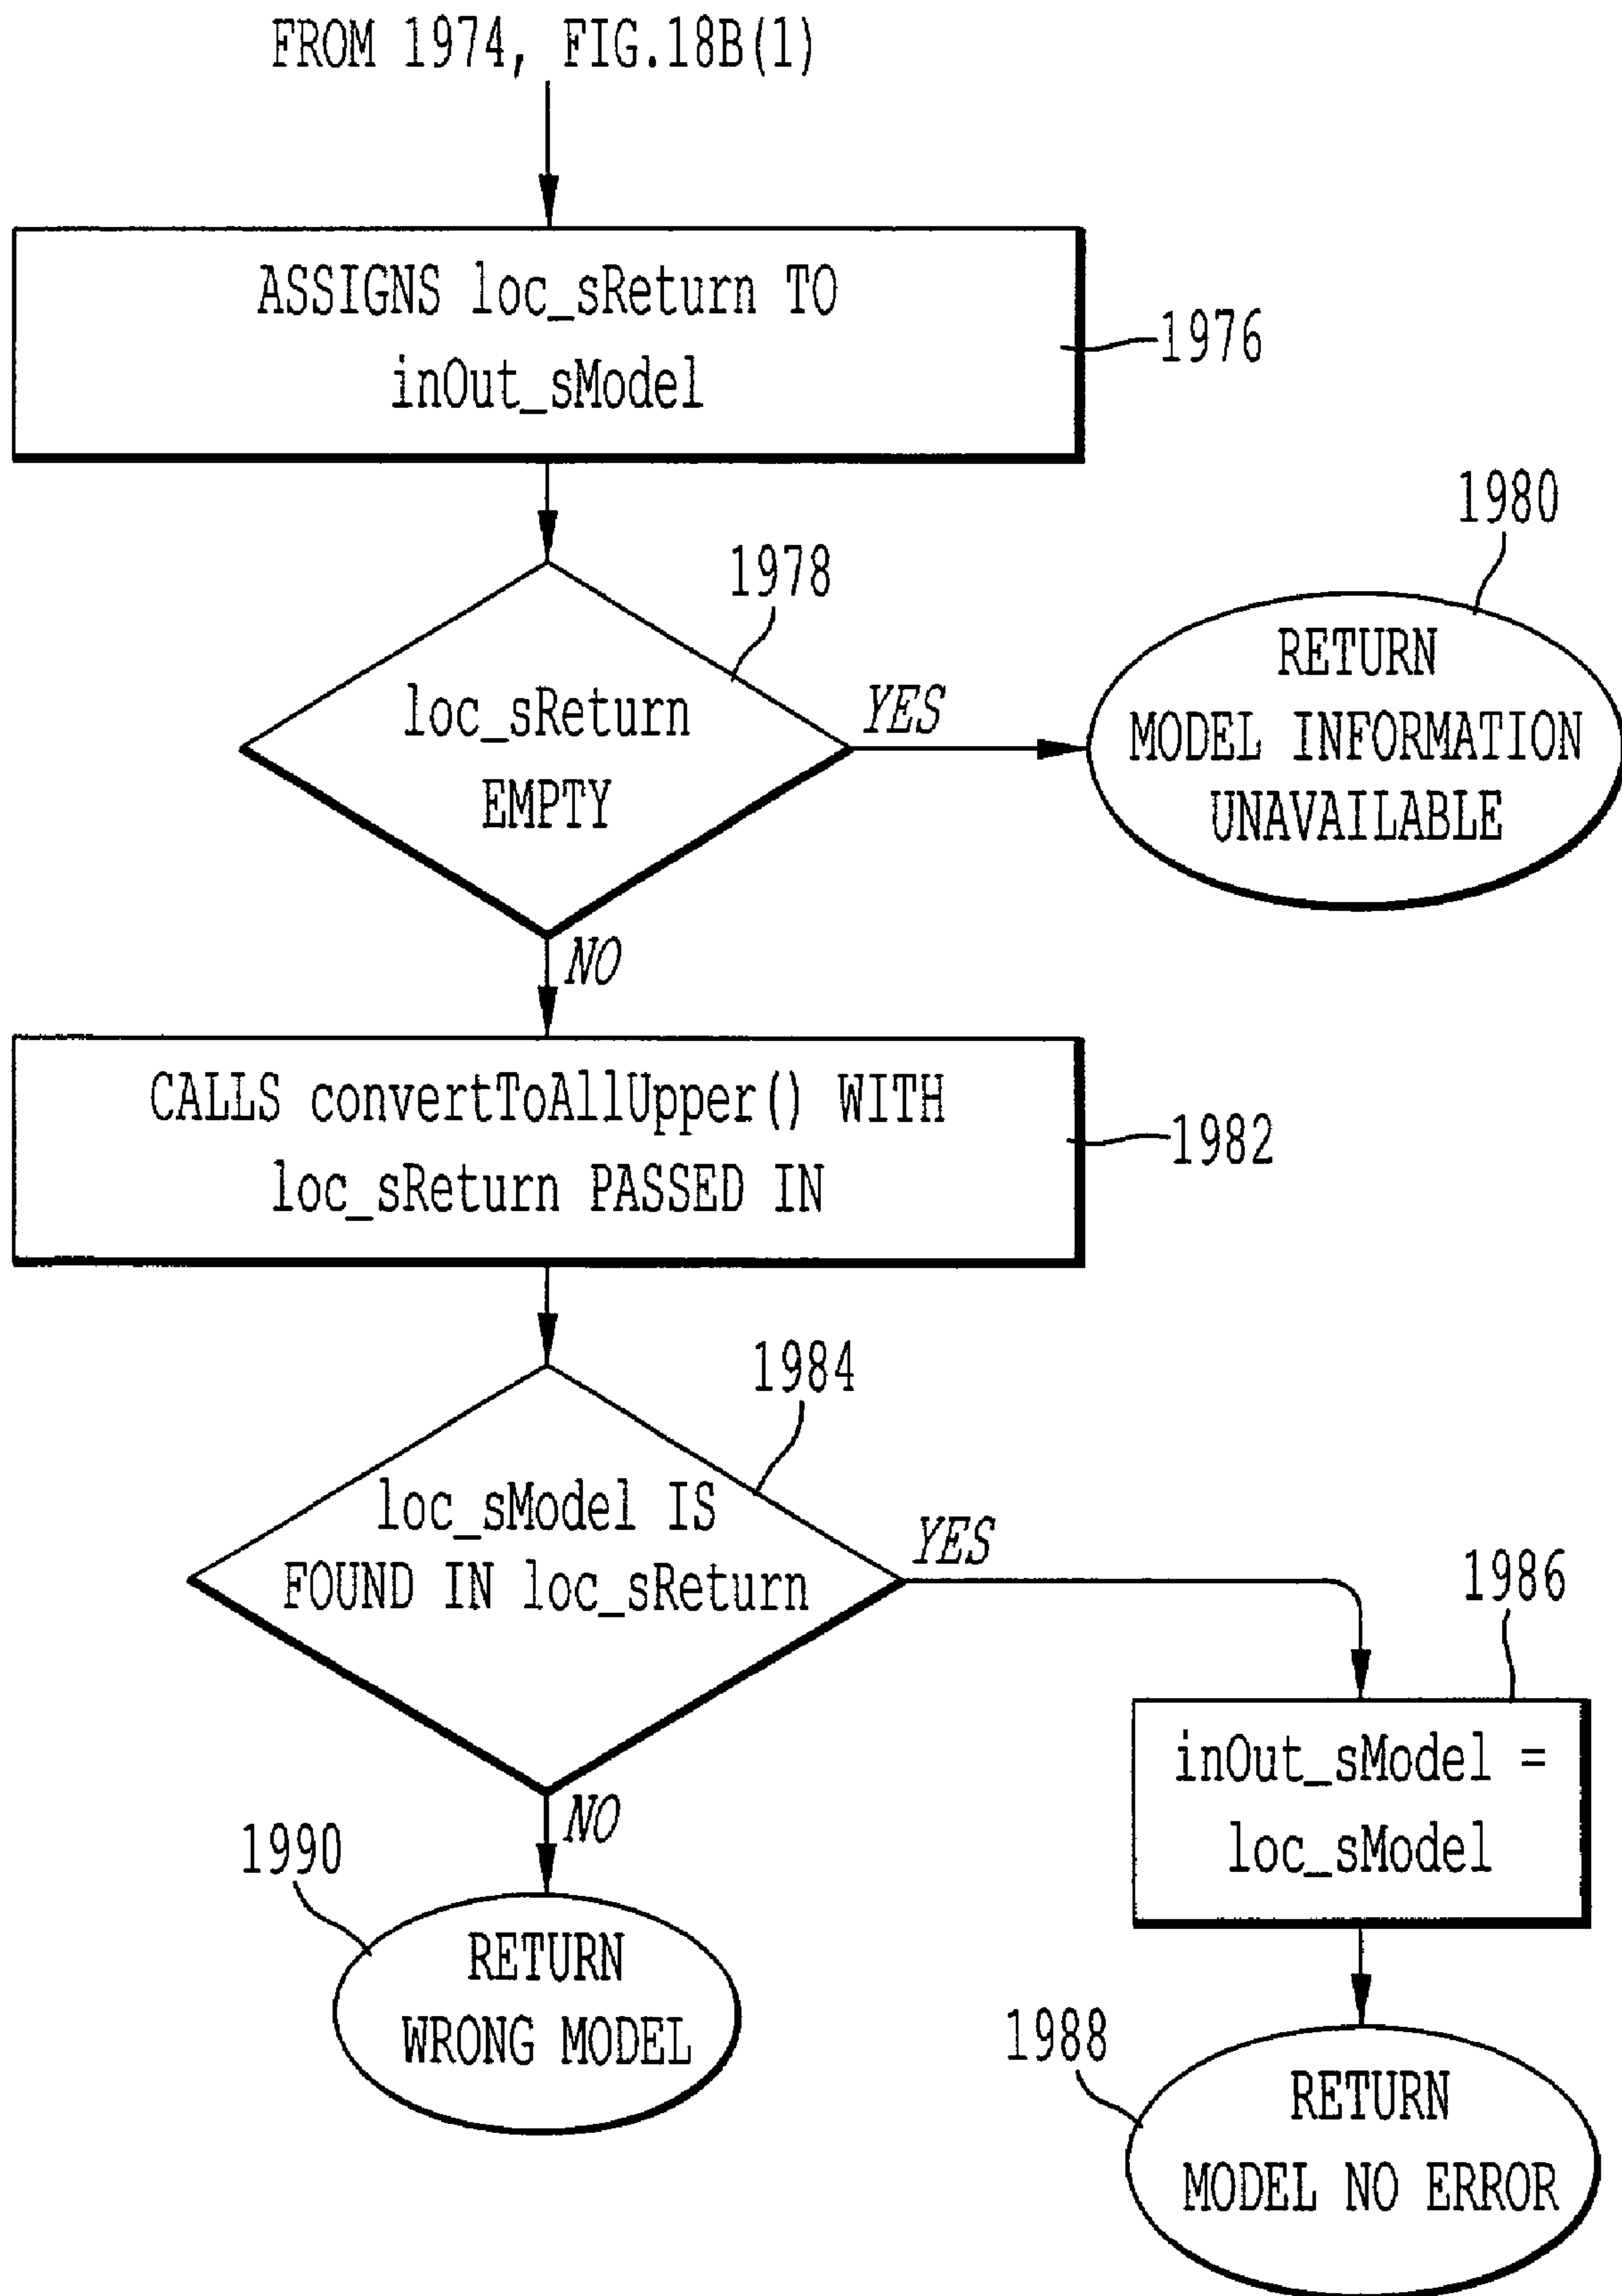 FROM 1974, FIG.18B(1)
ASSIGNS loc_sReturn TO
inOut_sModel
1976
1978
1980
loc_sReturn
EMPTY
YES
RETURN
MODEL INFORMATION
UNAVAILABLE
NO
CALLS convertToAllUpper() WITH
loc_sReturn PASSED IN
1982
1984
loc_sModel IS
FOUND IN loc_sReturn
YES
1986
inOut_sModel =
loc_sModel
NO
1990
RETURN
WRONG MODEL
1988
RETURN
MODEL NO ERROR